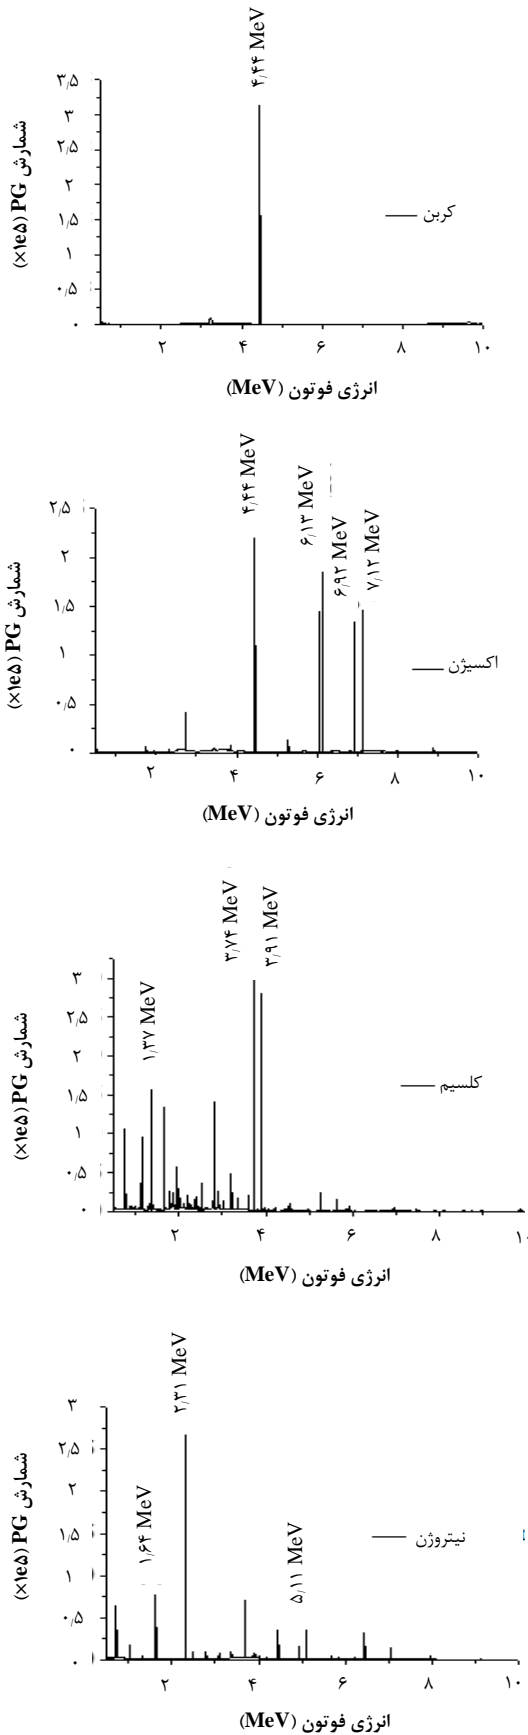 ۴٫۴۴ MeV
۳٫۵
۳
۲٫۵
۲
۱٫۵
۱
۰٫۵
۰
شمارش PG (×۱e۵)
کربن
۲ ۴ ۶ ۸ ۱۰
انرژی فوتون (MeV)
۴٫۴۴ MeV
۶٫۱۳ MeV
۶٫۹۲ MeV
۷٫۱۲ MeV
۲٫۵
۲
۱٫۵
۱
۰٫۵
۰
شمارش PG (×۱e۵)
اکسیژن
۲ ۴ ۶ ۸ ۱۰
انرژی فوتون (MeV)
۱٫۳۷ MeV
۳٫۷۴ MeV
۳٫۹۱ MeV
۳
۲٫۵
۲
۱٫۵
۱
۰٫۵
۰
شمارش PG (×۱e۵)
کلسیم
۲ ۴ ۶ ۸
انرژی فوتون (MeV)
۱٫۶۴ MeV
۲٫۳۱ MeV
۵٫۱۱ MeV
۳
۲٫۵
۲
۱٫۵
۱
۰٫۵
۰
شمارش PG (×۱e۵)
نیتروژن
۲ ۴ ۶ ۸ ۱۰
انرژی فوتون (MeV)